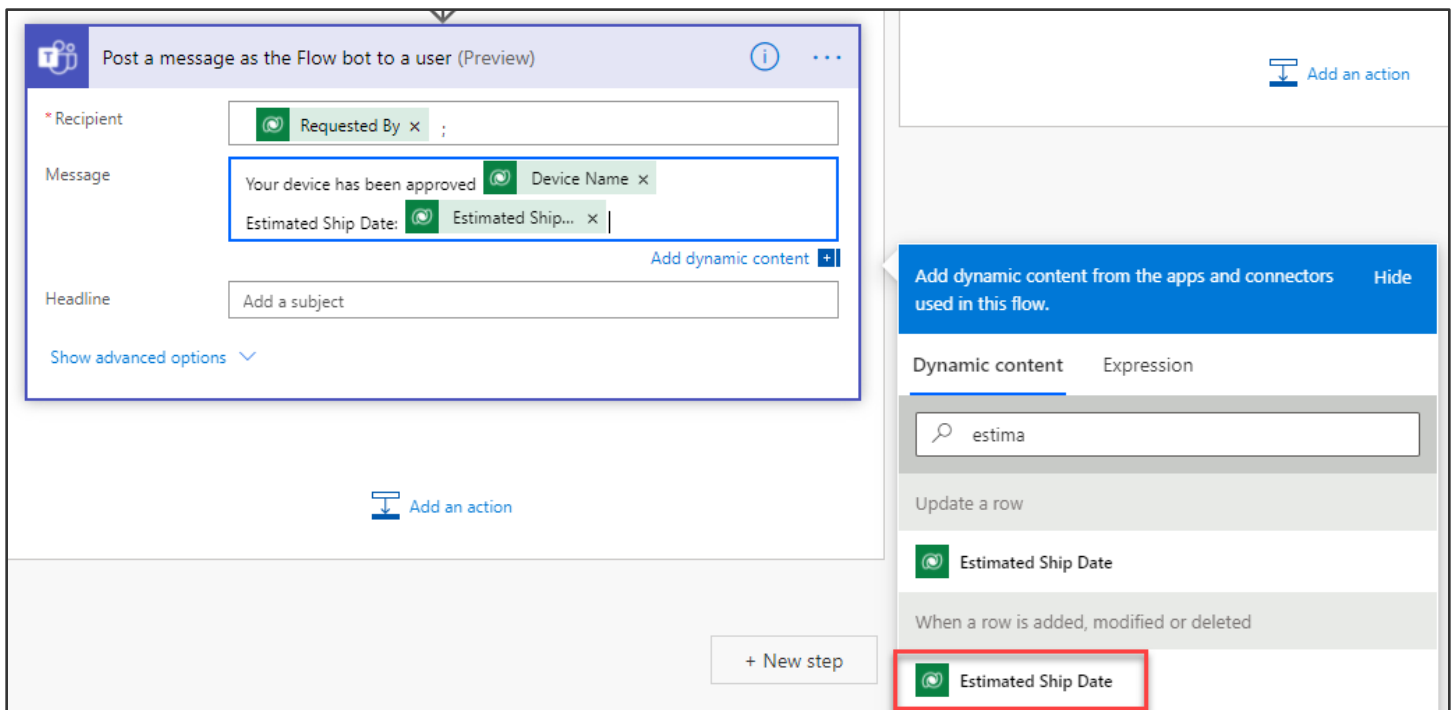 Post a message as the Flow bot to a user (Preview)
* Recipient
Requested By × ;
Message
Your device has been approved Device Name ×
Estimated Ship Date: Estimated Ship... ×
Add dynamic content
Headline
Add a subject
Show advanced options
Add an action
+ New step
Add an action
Add dynamic content from the apps and connectors
used in this flow.
Hide
Dynamic content
Expression
estima
Update a row
Estimated Ship Date
When a row is added, modified or deleted
Estimated Ship Date